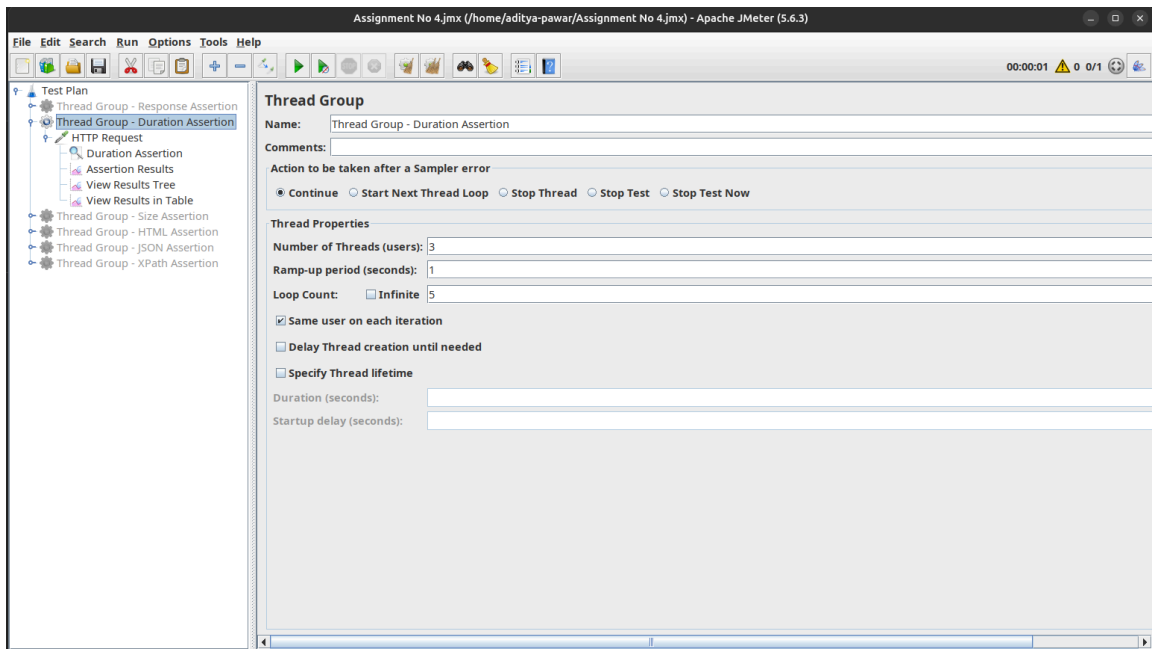 Assignment No 4.jmx (/home/aditya-pawar/Assignment No 4.jmx) - Apache JMeter (5.6.3)
File Edit Search Run Options Tools Help
00:00:01 0 0/1
Test Plan
Thread Group - Response Assertion
Thread Group - Duration Assertion
HTTP Request
Duration Assertion
Assertion Results
View Results Tree
View Results in Table
Thread Group - Size Assertion
Thread Group - HTML Assertion
Thread Group - JSON Assertion
Thread Group - XPath Assertion
Thread Group
Name: Thread Group - Duration Assertion
Comments:
Action to be taken after a Sampler error
Continue Start Next Thread Loop Stop Thread Stop Test Stop Test Now
Thread Properties
Number of Threads (users): 3
Ramp-up period (seconds): 1
Loop Count: Infinite 5
Same user on each iteration
Delay Thread creation until needed
Specify Thread lifetime
Duration (seconds):
Startup delay (seconds):